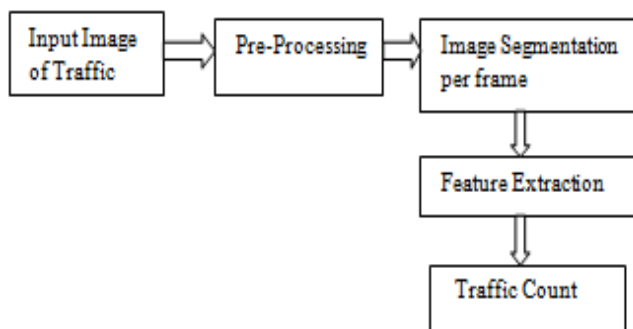 Input Image
of Traffic
Pre-Processing
Image Segmentation
per frame
Feature Extraction
Traffic Count